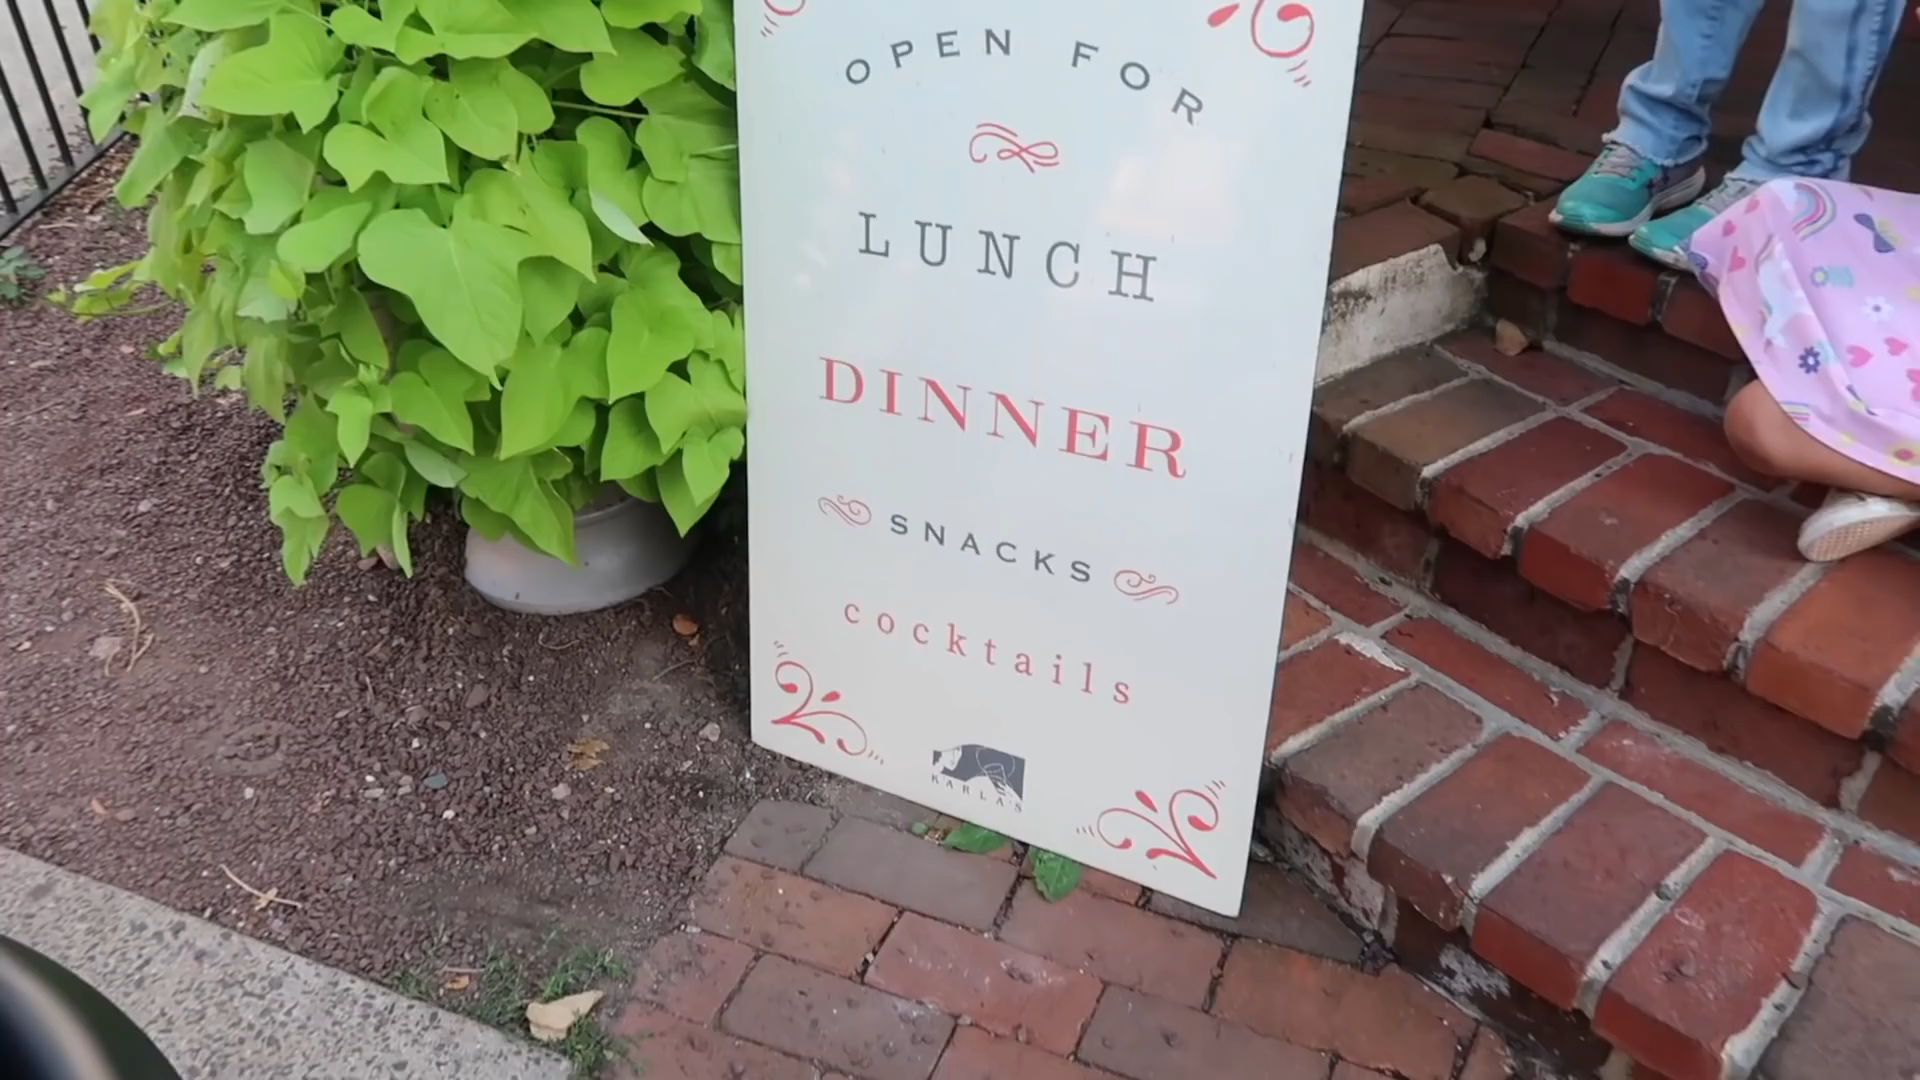 OPEN FOR
LUNCH
DINNER
SNACKS
cocktails
KARLA'S